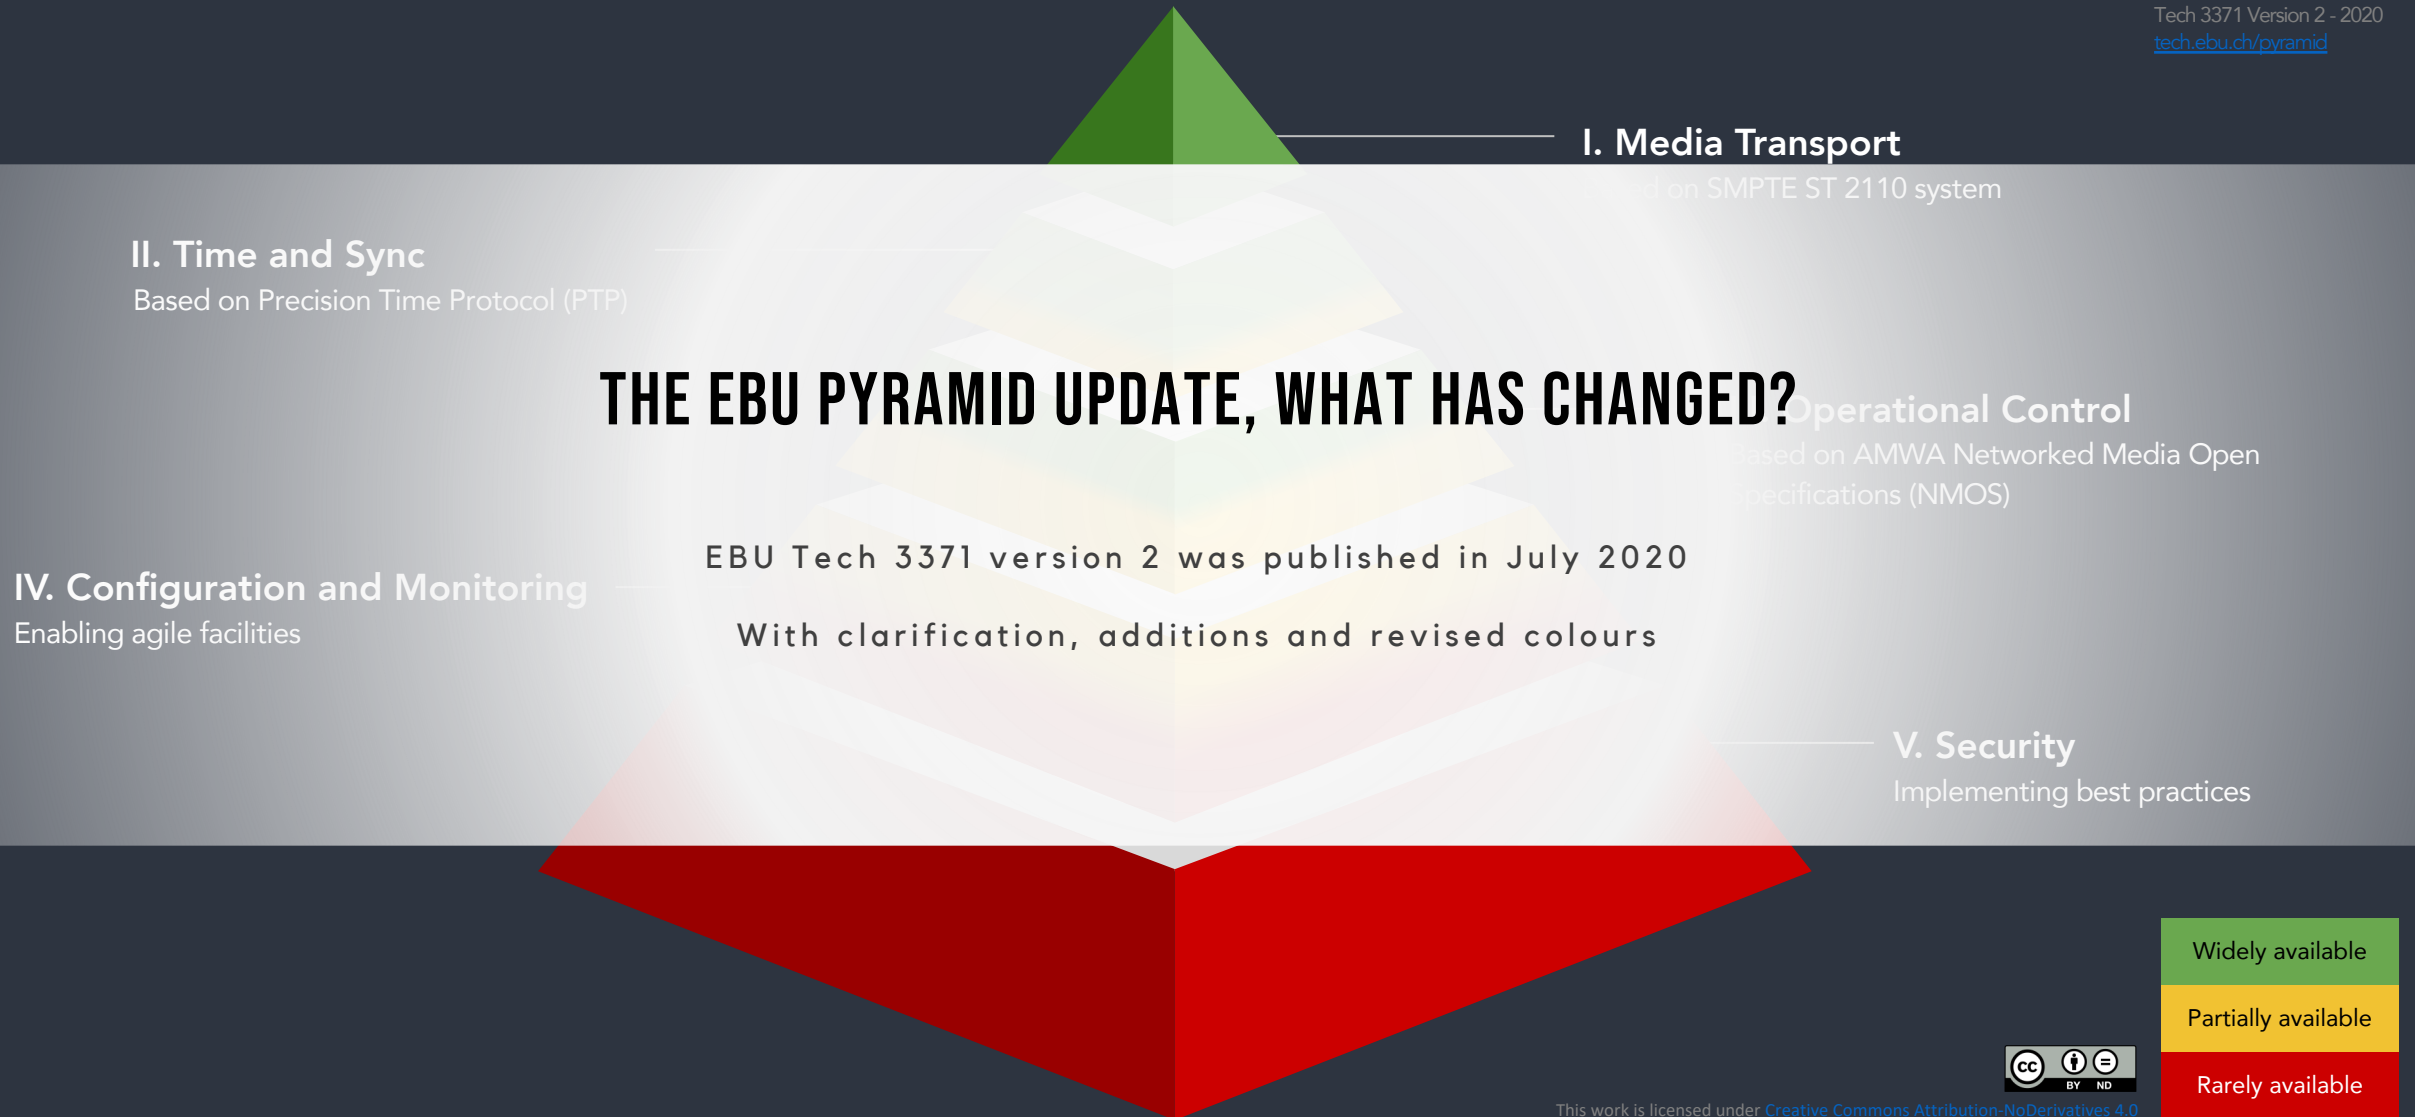 Tech 3371 Version 2 - 2020
tech.ebu.ch/pyramid
I. Media Transport
on SMPTE ST 2110 system
II. Time and Sync
Based on Precision Time Protocol (PTP)
THE EBU PYRAMID UPDATE, WHAT HAS CHANGED?
Operational Control
Based on AMWA Networked Media Open
Specifications (NMOS)
EBU Tech 3371 version 2 was published in July 2020
With clarification, additions and revised colours
IV. Configuration and Monitoring
Enabling agile facilities
V. Security
Implementing best practices
Widely available
Partially available
Rarely available
cc
BY ND
This work is licensed under Creative Commons Attribution-NoDerivatives 4.0